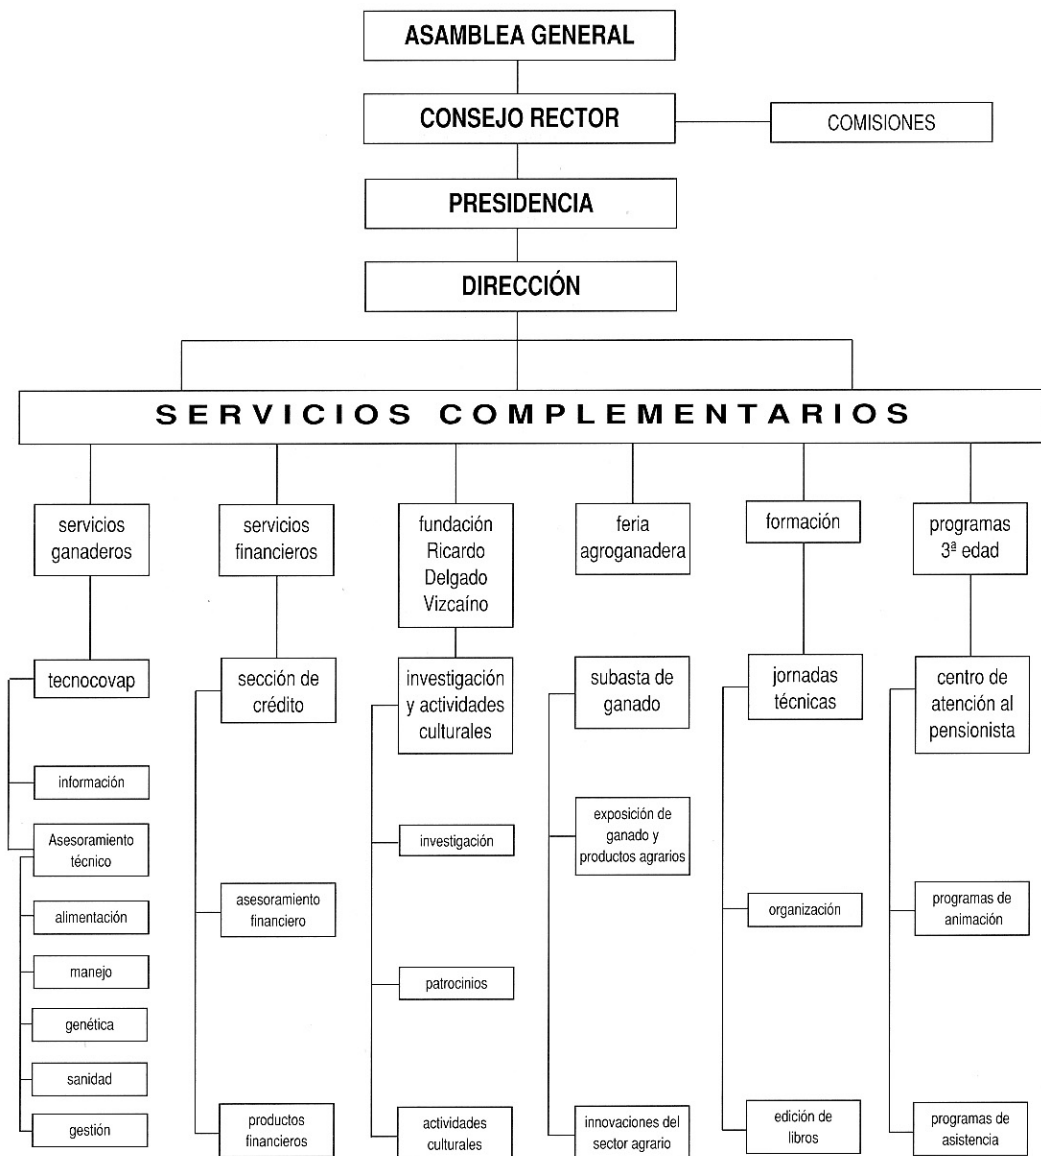 ASAMBLEA GENERAL
CONSEJO RECTOR
COMISIONES
PRESIDENCIA
DIRECCIÓN
SERVICIOS COMPLEMENTARIOS
servicios
ganaderos
servicios
financieros
fundación
Ricardo
Delgado
Vizcaíno
feria
agroganadera
formación
programas
3ª edad
tecnocovap
sección de
crédito
investigación
y actividades
culturales
subasta de
ganado
jornadas
técnicas
centro de
atención al
pensionista
información
Asesoramiento
técnico
alimentación
manejo
genética
sanidad
gestión
asesoramiento
financiero
productos
financieros
investigación
patrocinios
actividades
culturales
exposición de
ganado y
productos agrarios
innovaciones del
sector agrario
organización
edición de
libros
programas de
animación
programas de
asistencia